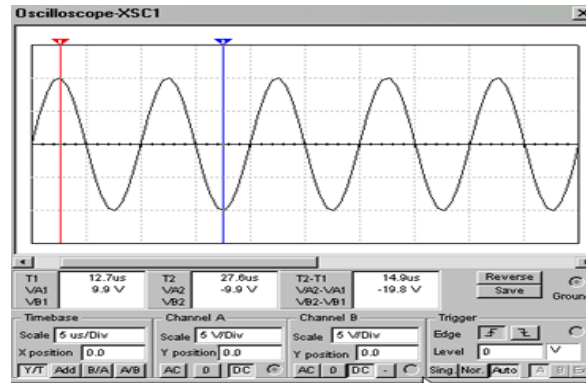 Oscilloscope-XSC1
T1 12.7us T2 27.6us T2-T1 14.9us Reverse
VA1 9.9 V VA2 -9.9 V VA2-VA1 -19.8 V Save
VB1 VB2 VB2-VB1 Ground
Timebase Channel A Channel B Trigger
Scale 5 us/Div Scale 5 V/Div Scale 5 V/Div Edge
X position 0.0 Y position 0.0 Y position 0.0 Level 0 V
Y/T Add B/A A/B AC 0 DC AC 0 DC - Sing. Nor. Auto A B